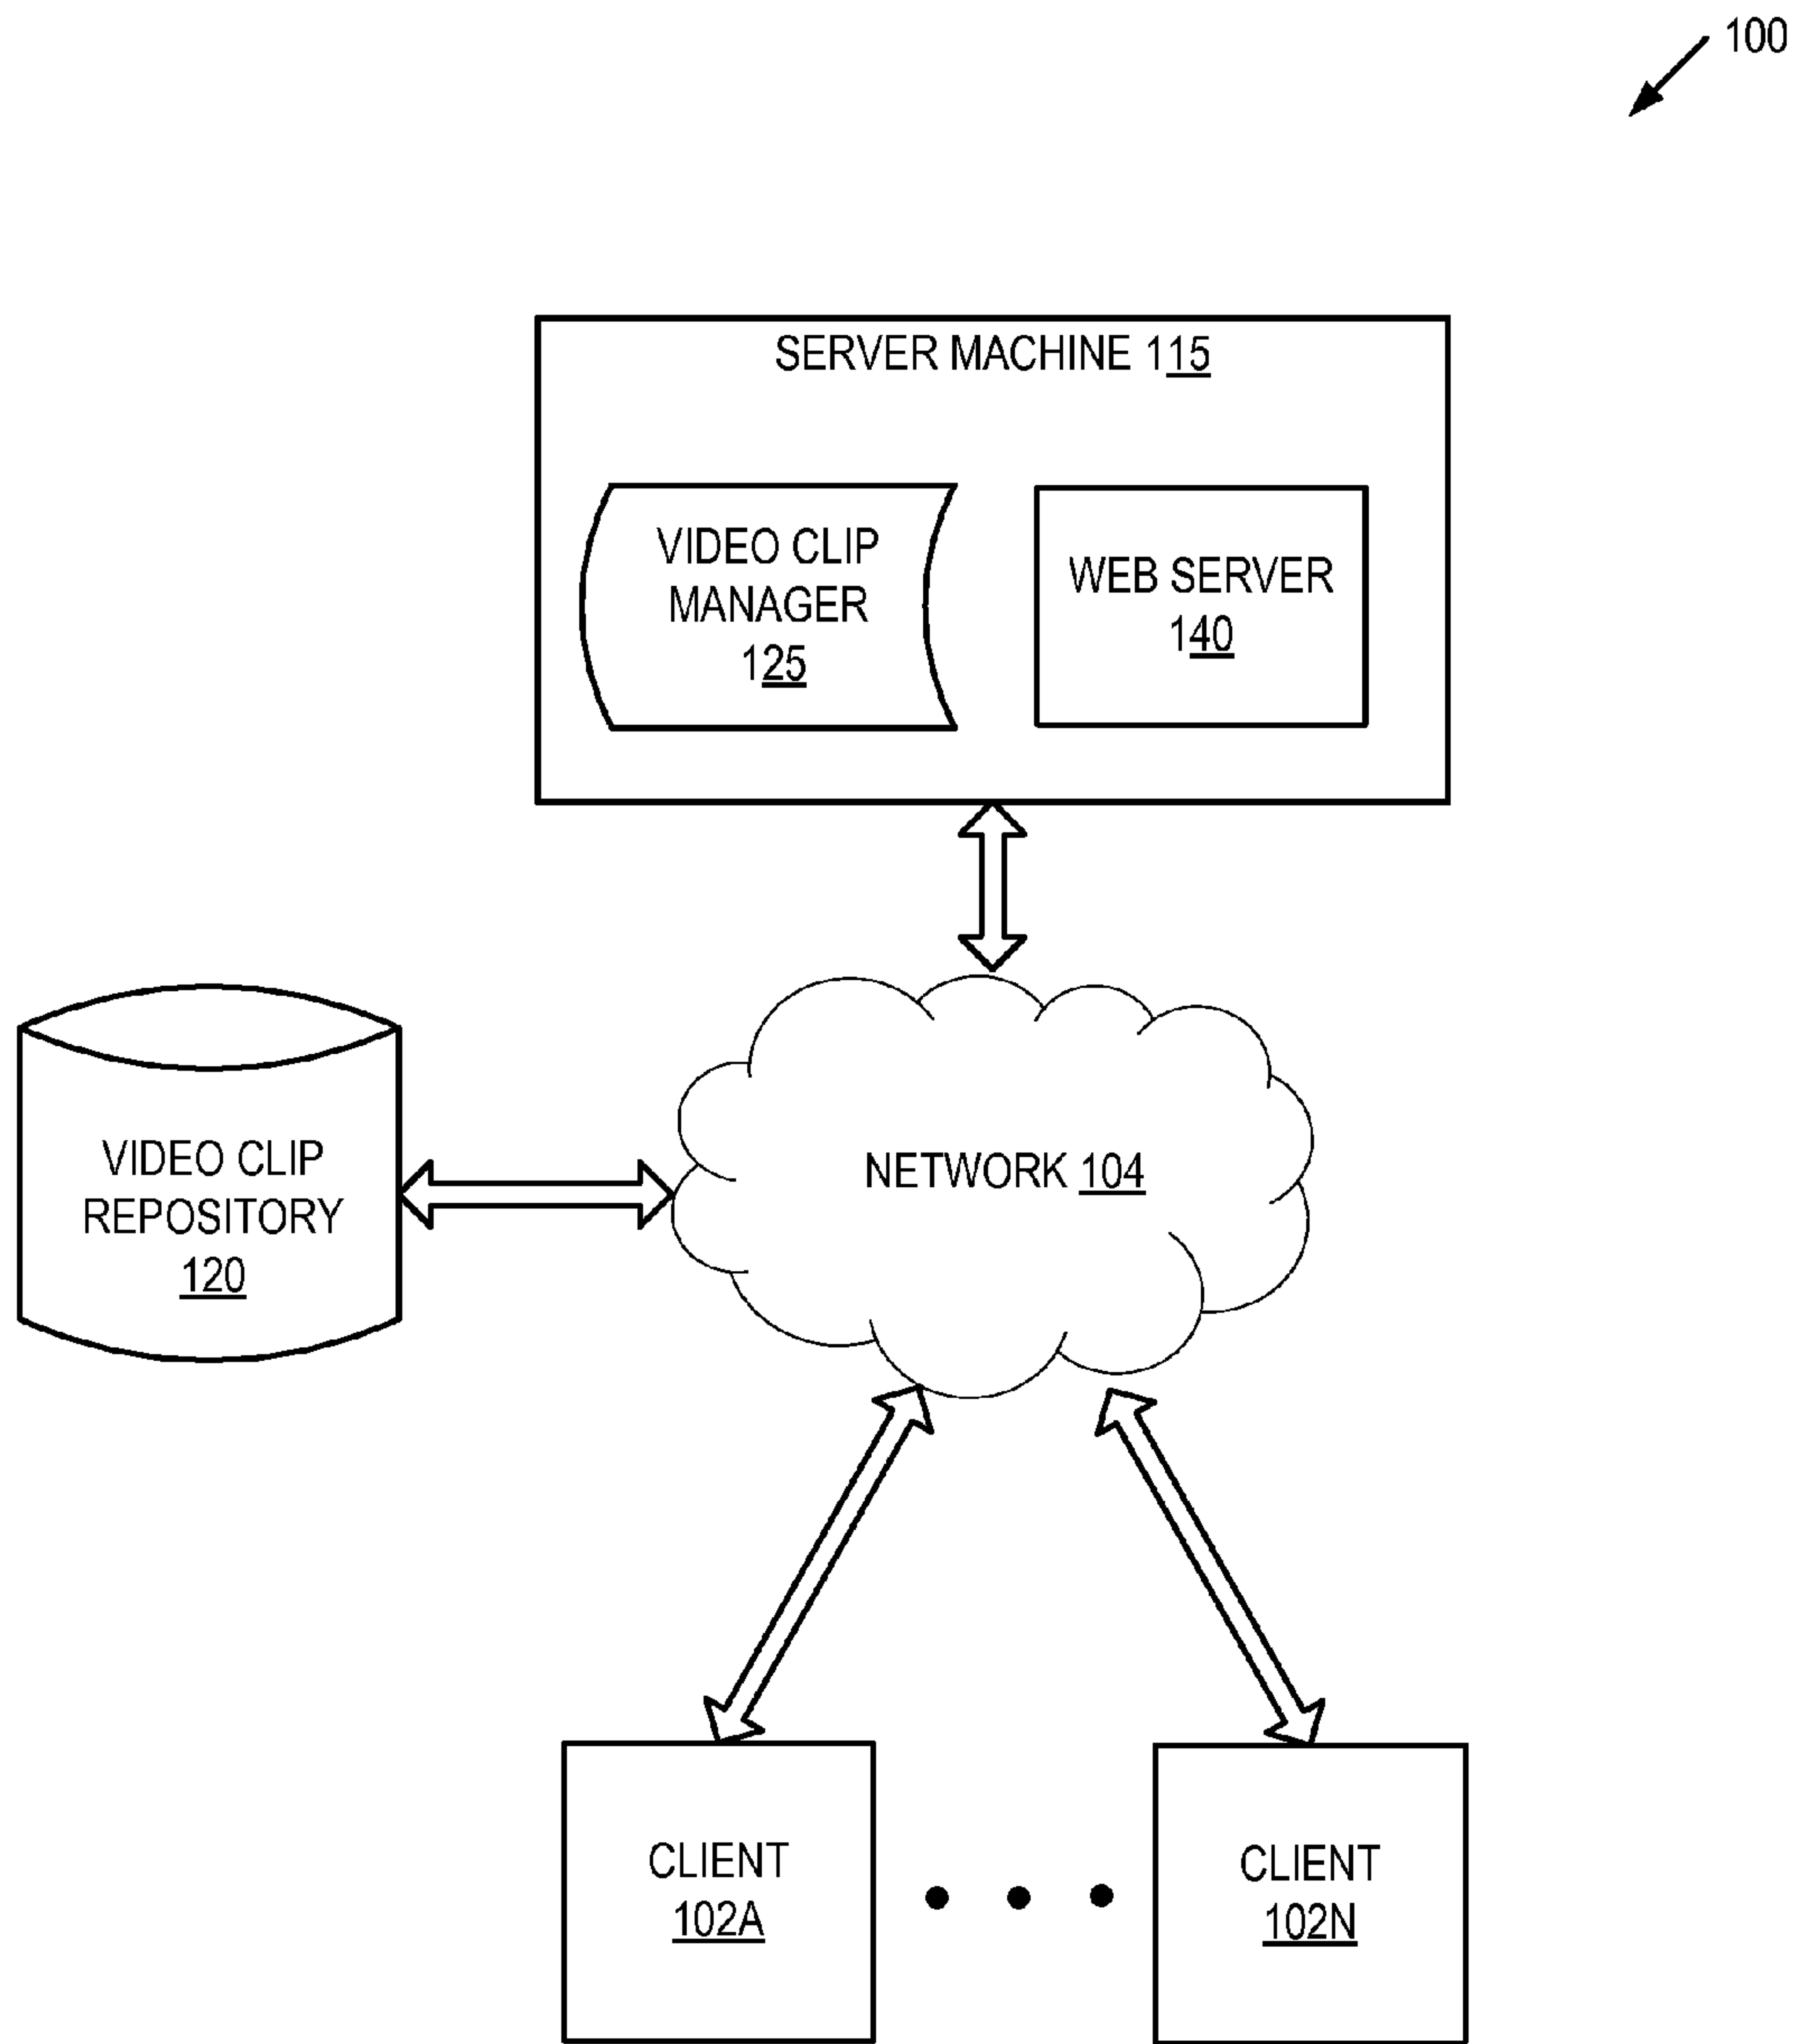 100
SERVER MACHINE 115
VIDEO CLIP
MANAGER
125
WEB SERVER
140
VIDEO CLIP
REPOSITORY
120
NETWORK 104
CLIENT
102A
CLIENT
102N